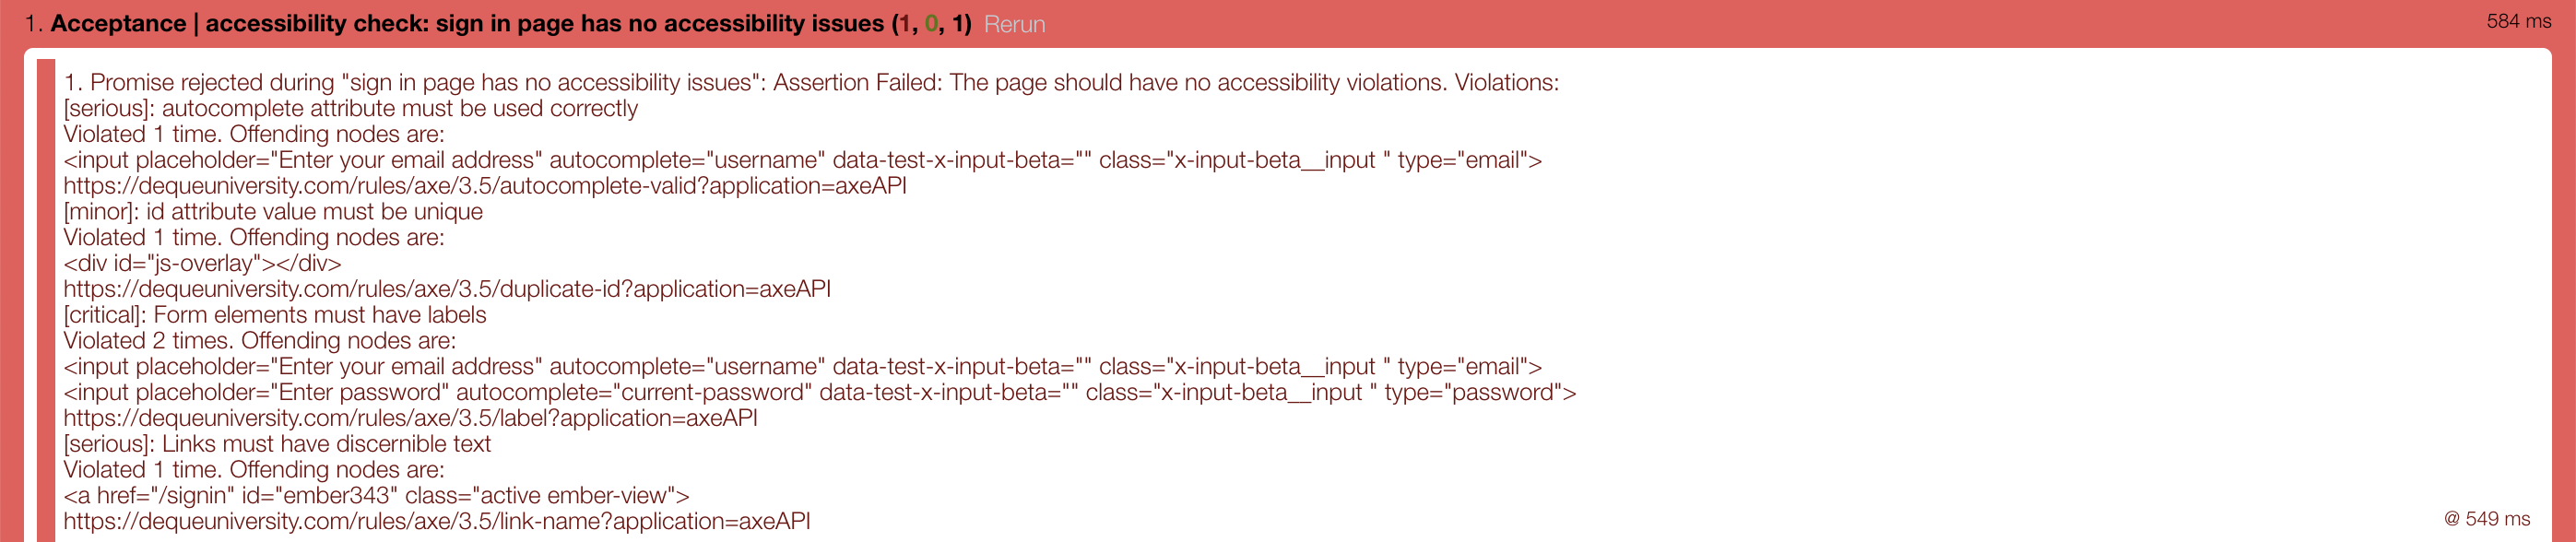 1. Acceptance | accessibility check: sign in page has no accessibility issues (1, 0, 1) Rerun 584 ms
1. Promise rejected during "sign in page has no accessibility issues": Assertion Failed: The page should have no accessibility violations. Violations:
[serious]: autocomplete attribute must be used correctly
Violated 1 time. Offending nodes are:
<input placeholder="Enter your email address" autocomplete="username" data-test-x-input-beta="" class="x-input-beta__input " type="email">
https://dequeuniversity.com/rules/axe/3.5/autocomplete-valid?application=axeAPI
[minor]: id attribute value must be unique
Violated 1 time. Offending nodes are:
<div id="js-overlay"></div>
https://dequeuniversity.com/rules/axe/3.5/duplicate-id?application=axeAPI
[critical]: Form elements must have labels
Violated 2 times. Offending nodes are:
<input placeholder="Enter your email address" autocomplete="username" data-test-x-input-beta="" class="x-input-beta__input " type="email">
<input placeholder="Enter password" autocomplete="current-password" data-test-x-input-beta="" class="x-input-beta__input " type="password">
https://dequeuniversity.com/rules/axe/3.5/label?application=axeAPI
[serious]: Links must have discernible text
Violated 1 time. Offending nodes are:
<a href="/signin" id="ember343" class="active ember-view">
https://dequeuniversity.com/rules/axe/3.5/link-name?application=axeAPI
@ 549 ms